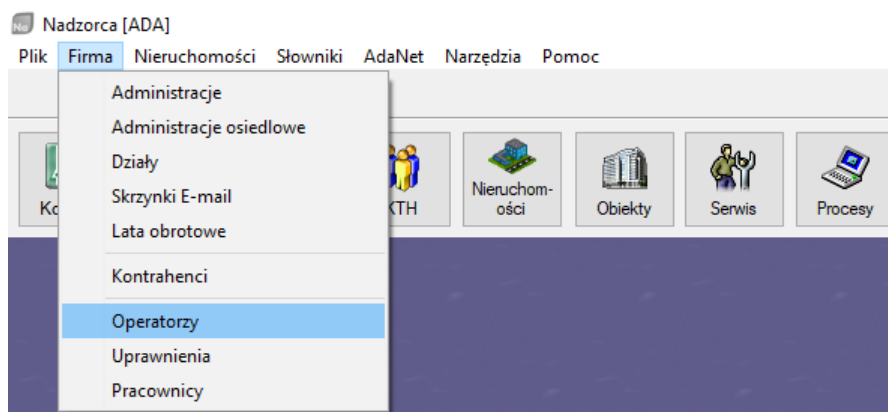 Nadzorca [ADA]
Plik Firma Nieruchomości Słowniki AdaNet Narzędzia Pomoc
Administracje
Administracje osiedlowe
Działy
Skrzynki E-mail
Lata obrotowe
Kontrahenci
Operatorzy
Uprawnienia
Pracownicy
Nieruchom-
ości
Obiekty
Serwis
Procesy